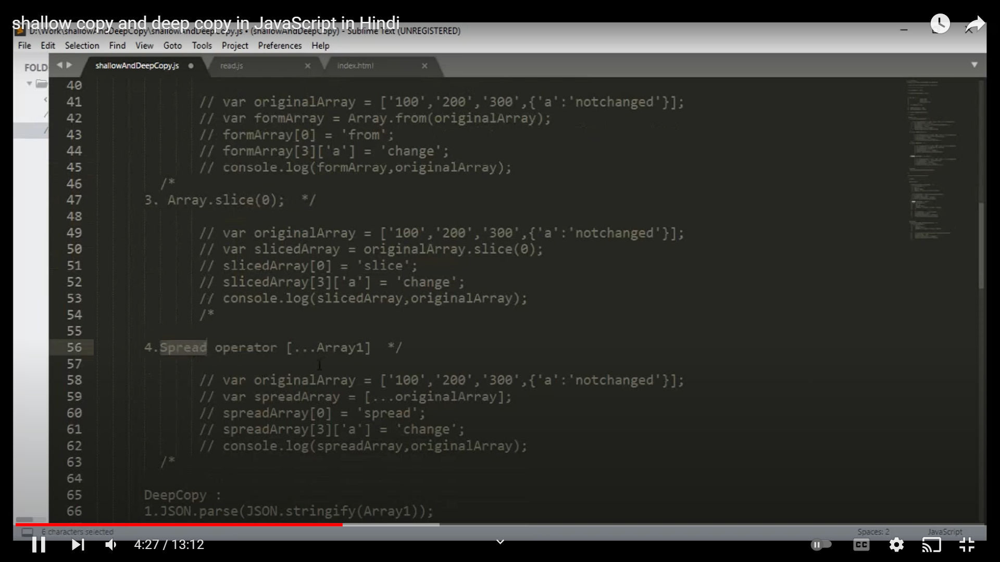 shallow copy and deep copy in JavaScript in Hindi
D:\Work\shallowAndDeepCopy\shallowAndDeepCopy.js • (shallowAndDeepCopy) - Sublime Text (UNREGISTERED)
File Edit Selection Find View Goto Tools Project Preferences Help
FOLD
shallowAndDeepCopy.js read.js index.html
40
41 // var originalArray = ['100','200','300',{'a':'notchanged'}];
42 // var formArray = Array.from(originalArray);
43 // formArray[0] = 'from';
44 // formArray[3]['a'] = 'change';
45 // console.log(formArray,originalArray);
46 /*
47 3. Array.slice(0); */
48
49 // var originalArray = ['100','200','300',{'a':'notchanged'}];
50 // var slicedArray = originalArray.slice(0);
51 // slicedArray[0] = 'slice';
52 // slicedArray[3]['a'] = 'change';
53 // console.log(slicedArray,originalArray);
54 /*
55
56 4.Spread operator [...Array1] */
57
58 // var originalArray = ['100','200','300',{'a':'notchanged'}];
59 // var spreadArray = [...originalArray];
60 // spreadArray[0] = 'spread';
61 // spreadArray[3]['a'] = 'change';
62 // console.log(spreadArray,originalArray);
63 /*
64
65 DeepCopy :
66 1.JSON.parse(JSON.stringify(Array1));
6 characters selected Spaces: 2 JavaScript
4:27 / 13:12 CC